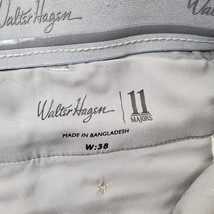 Walter Hagen
Walter Hagen | 11
MAJORS
MADE IN BANGLADESH
W:38